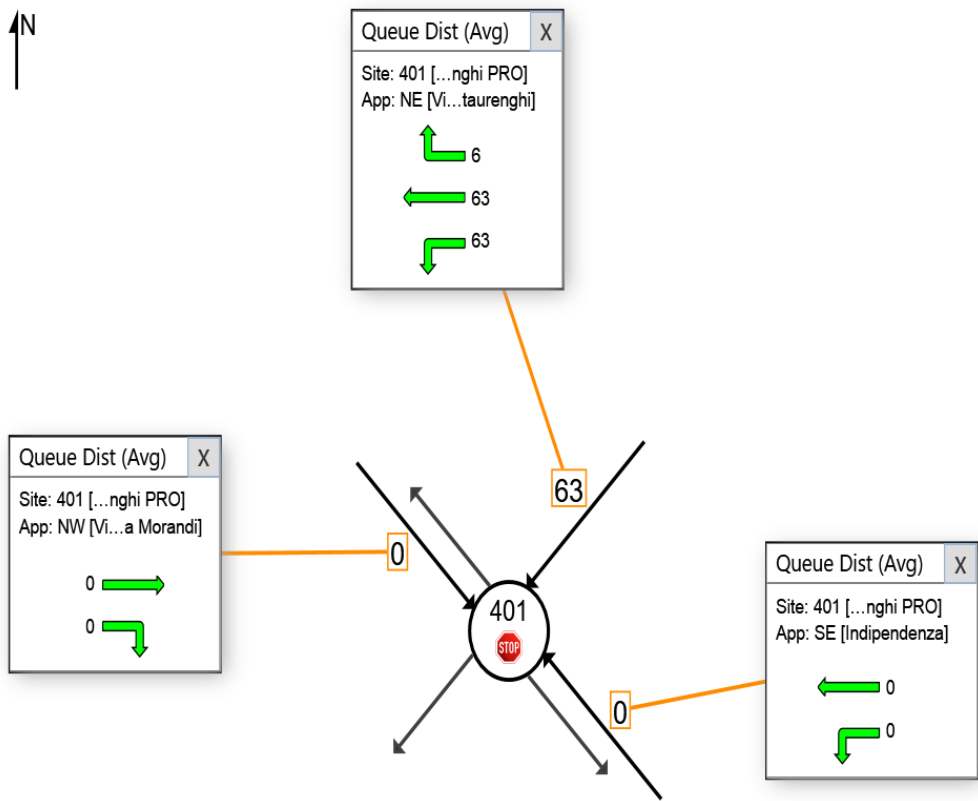 N
Queue Dist (Avg) X
Site: 401 [...nghi PRO]
App: NE [Vi...taurenghi]
6
63
63
Queue Dist (Avg) X
Site: 401 [...nghi PRO]
App: NW [Vi...a Morandi]
0
0
63
0
401
STOP
0
Queue Dist (Avg) X
Site: 401 [...nghi PRO]
App: SE [Indipendenza]
0
0